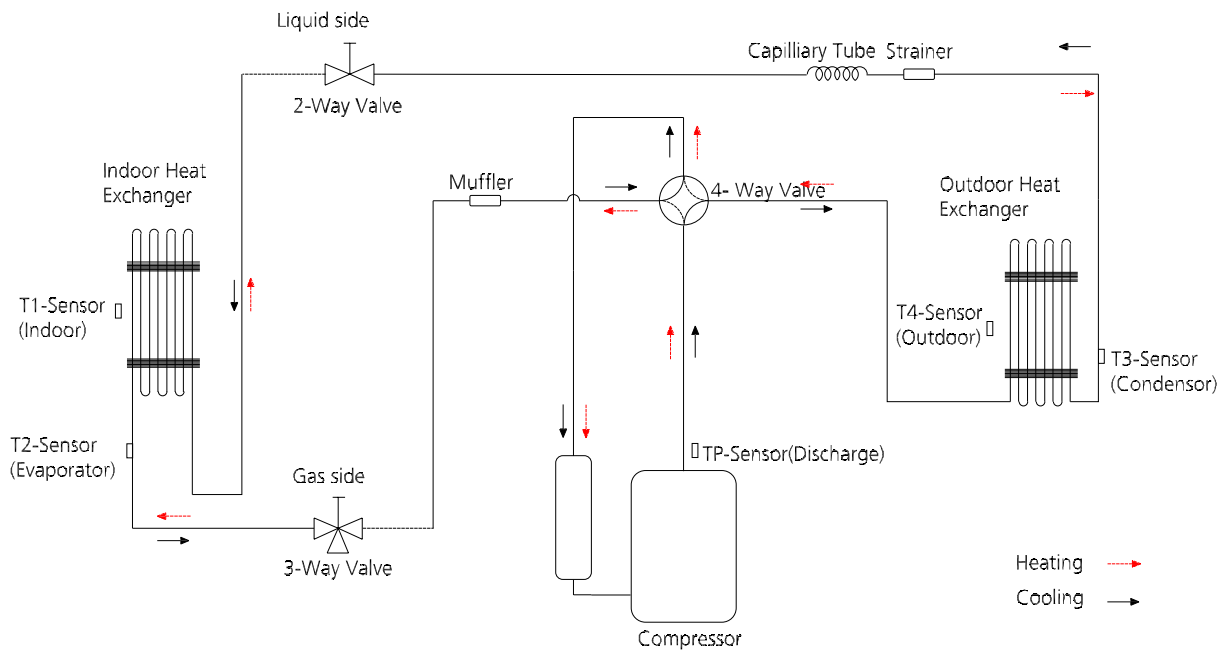 Liquid side
Capilliary Tube
Strainer
2-Way Valve
Indoor Heat
Exchanger
Muffler
4- Way Valve
Outdoor Heat
Exchanger
T1-Sensor
(Indoor)
T4-Sensor
(Outdoor)
T3-Sensor
(Condensor)
T2-Sensor
(Evaporator)
TP-Sensor(Discharge)
Gas side
3-Way Valve
Heating
Cooling
Compressor